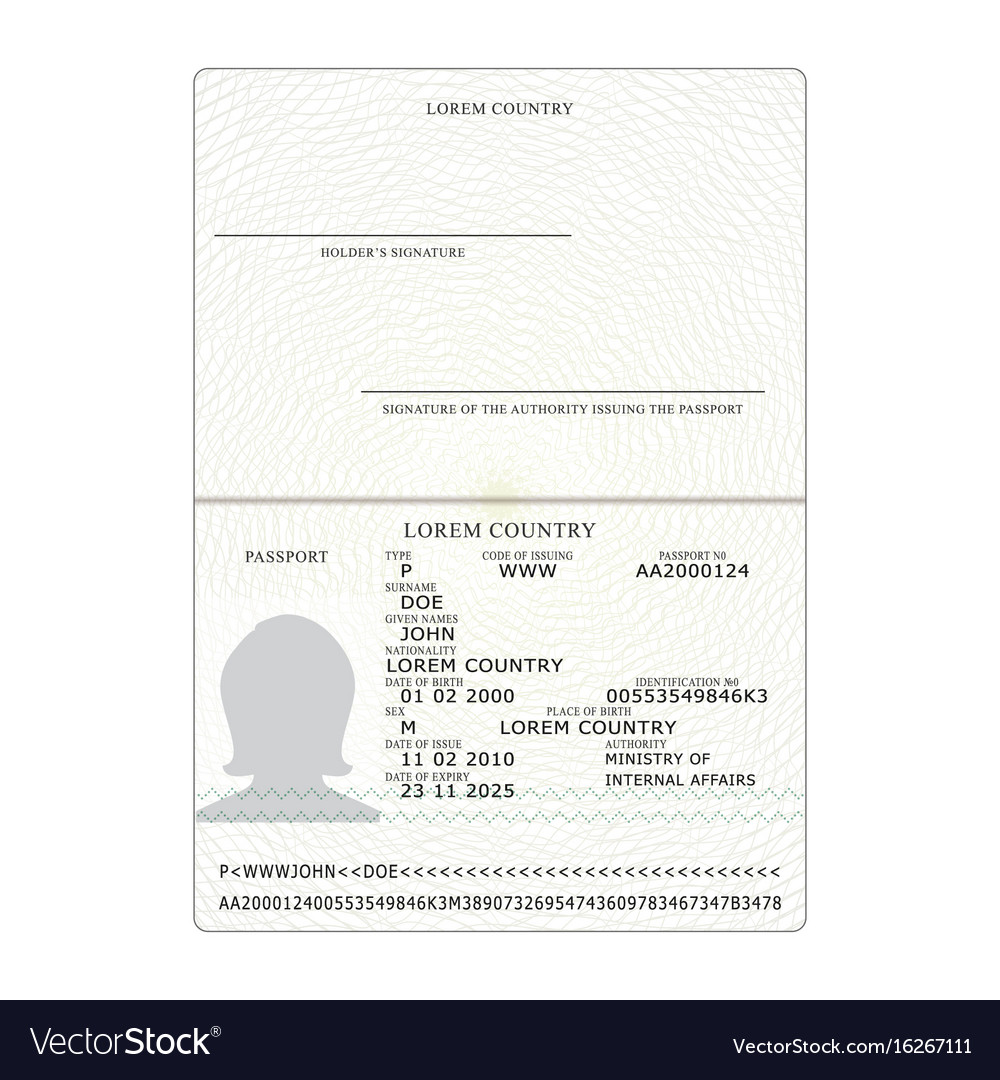 LOREM COUNTRY
HOLDER'S SIGNATURE
SIGNATURE OF THE AUTHORITY ISSUING THE PASSPORT
LOREM COUNTRY
PASSPORT
TYPE CODE OF ISSUING PASSPORT N0
P WWW AA2000124
SURNAME
DOE
GIVEN NAMES
JOHN
NATIONALITY
LOREM COUNTRY
DATE OF BIRTH IDENTIFICATION №0
01 02 2000 00553549846K3
SEX PLACE OF BIRTH
M LOREM COUNTRY
DATE OF ISSUE AUTHORITY
11 02 2010 MINISTRY OF
DATE OF EXPIRY INTERNAL AFFAIRS
23 11 2025
P<WWWJOHN<<DOE<<<<<<<<<<<<<<<<<<<<<<<<<<<<<
AA200012400553549846K3M38907326954743609783467347B3478
VectorStock®
VectorStock.com/16267111